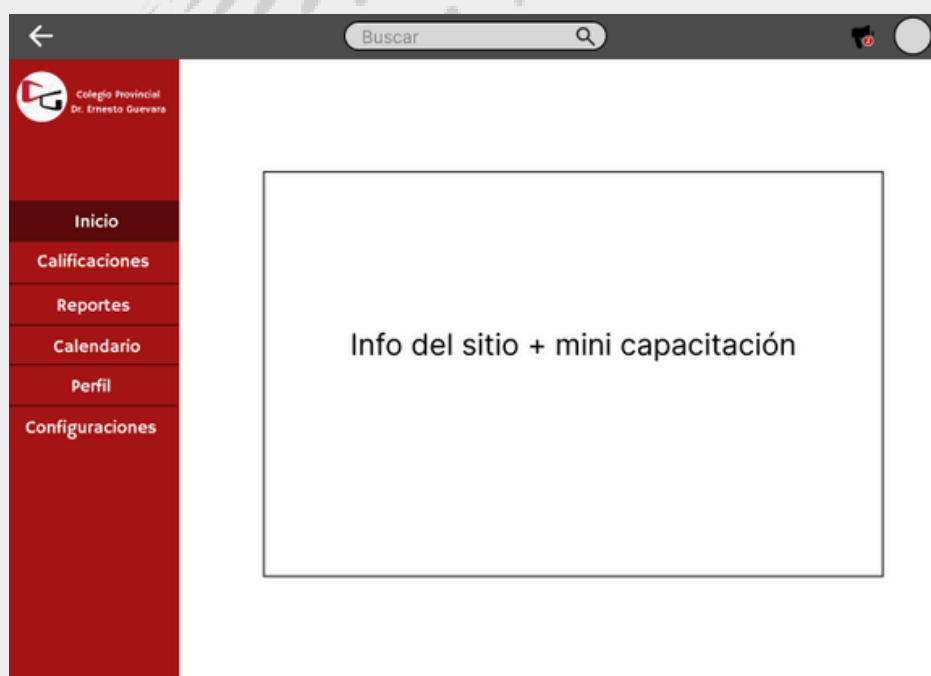 Buscar
Colegio Provincial
Dr. Ernesto Guevara
Inicio
Calificaciones
Reportes
Calendario
Perfil
Configuraciones
Info del sitio + mini capacitación